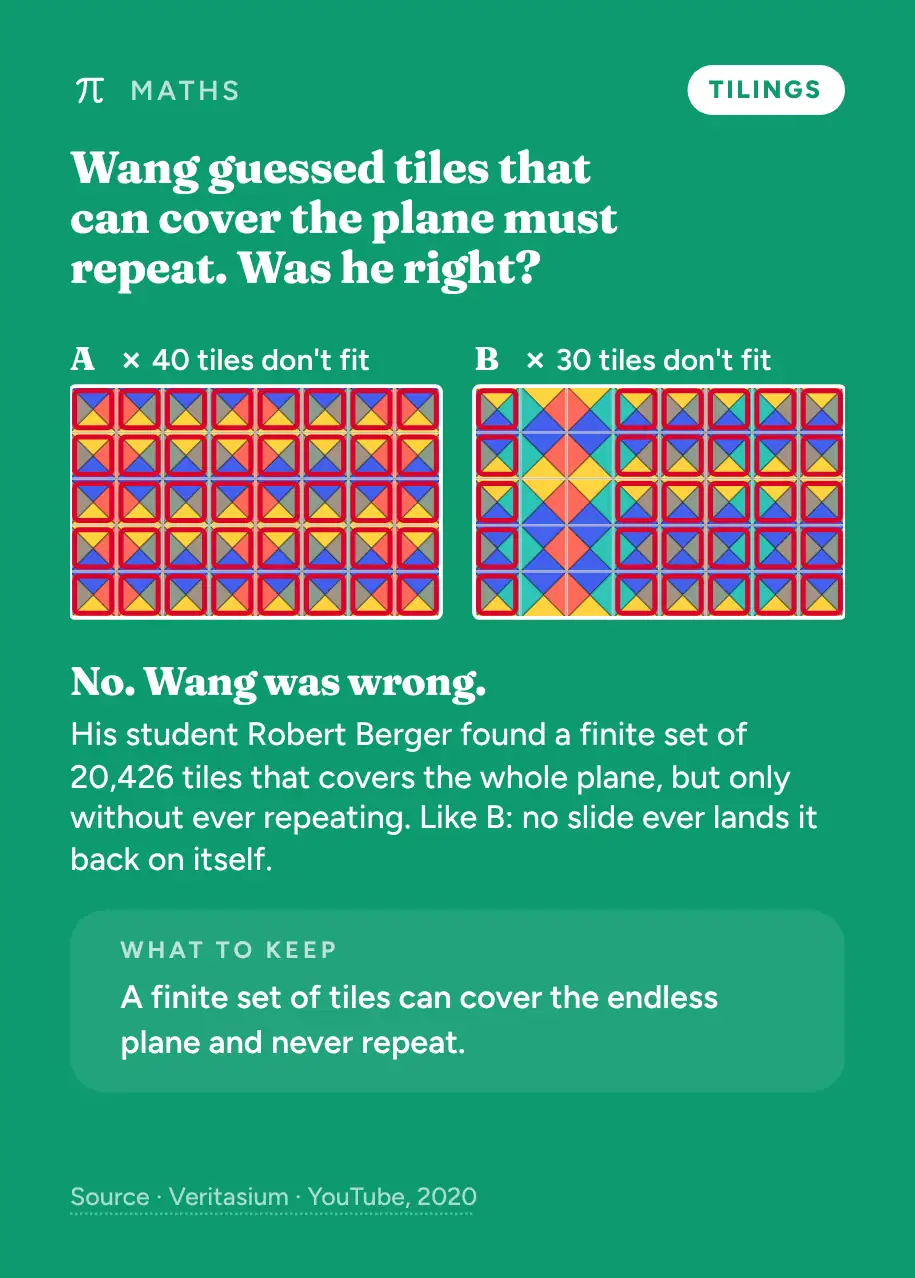 π MATHS
TILINGS
Wang guessed tiles that
can cover the plane must
repeat. Was he right?
A × 40 tiles don't fit
B × 30 tiles don't fit
No. Wang was wrong.
His student Robert Berger found a finite set of
20,426 tiles that covers the whole plane, but only
without ever repeating. Like B: no slide ever lands it
back on itself.
WHAT TO KEEP
A finite set of tiles can cover the endless
plane and never repeat.
Source · Veritasium · YouTube, 2020